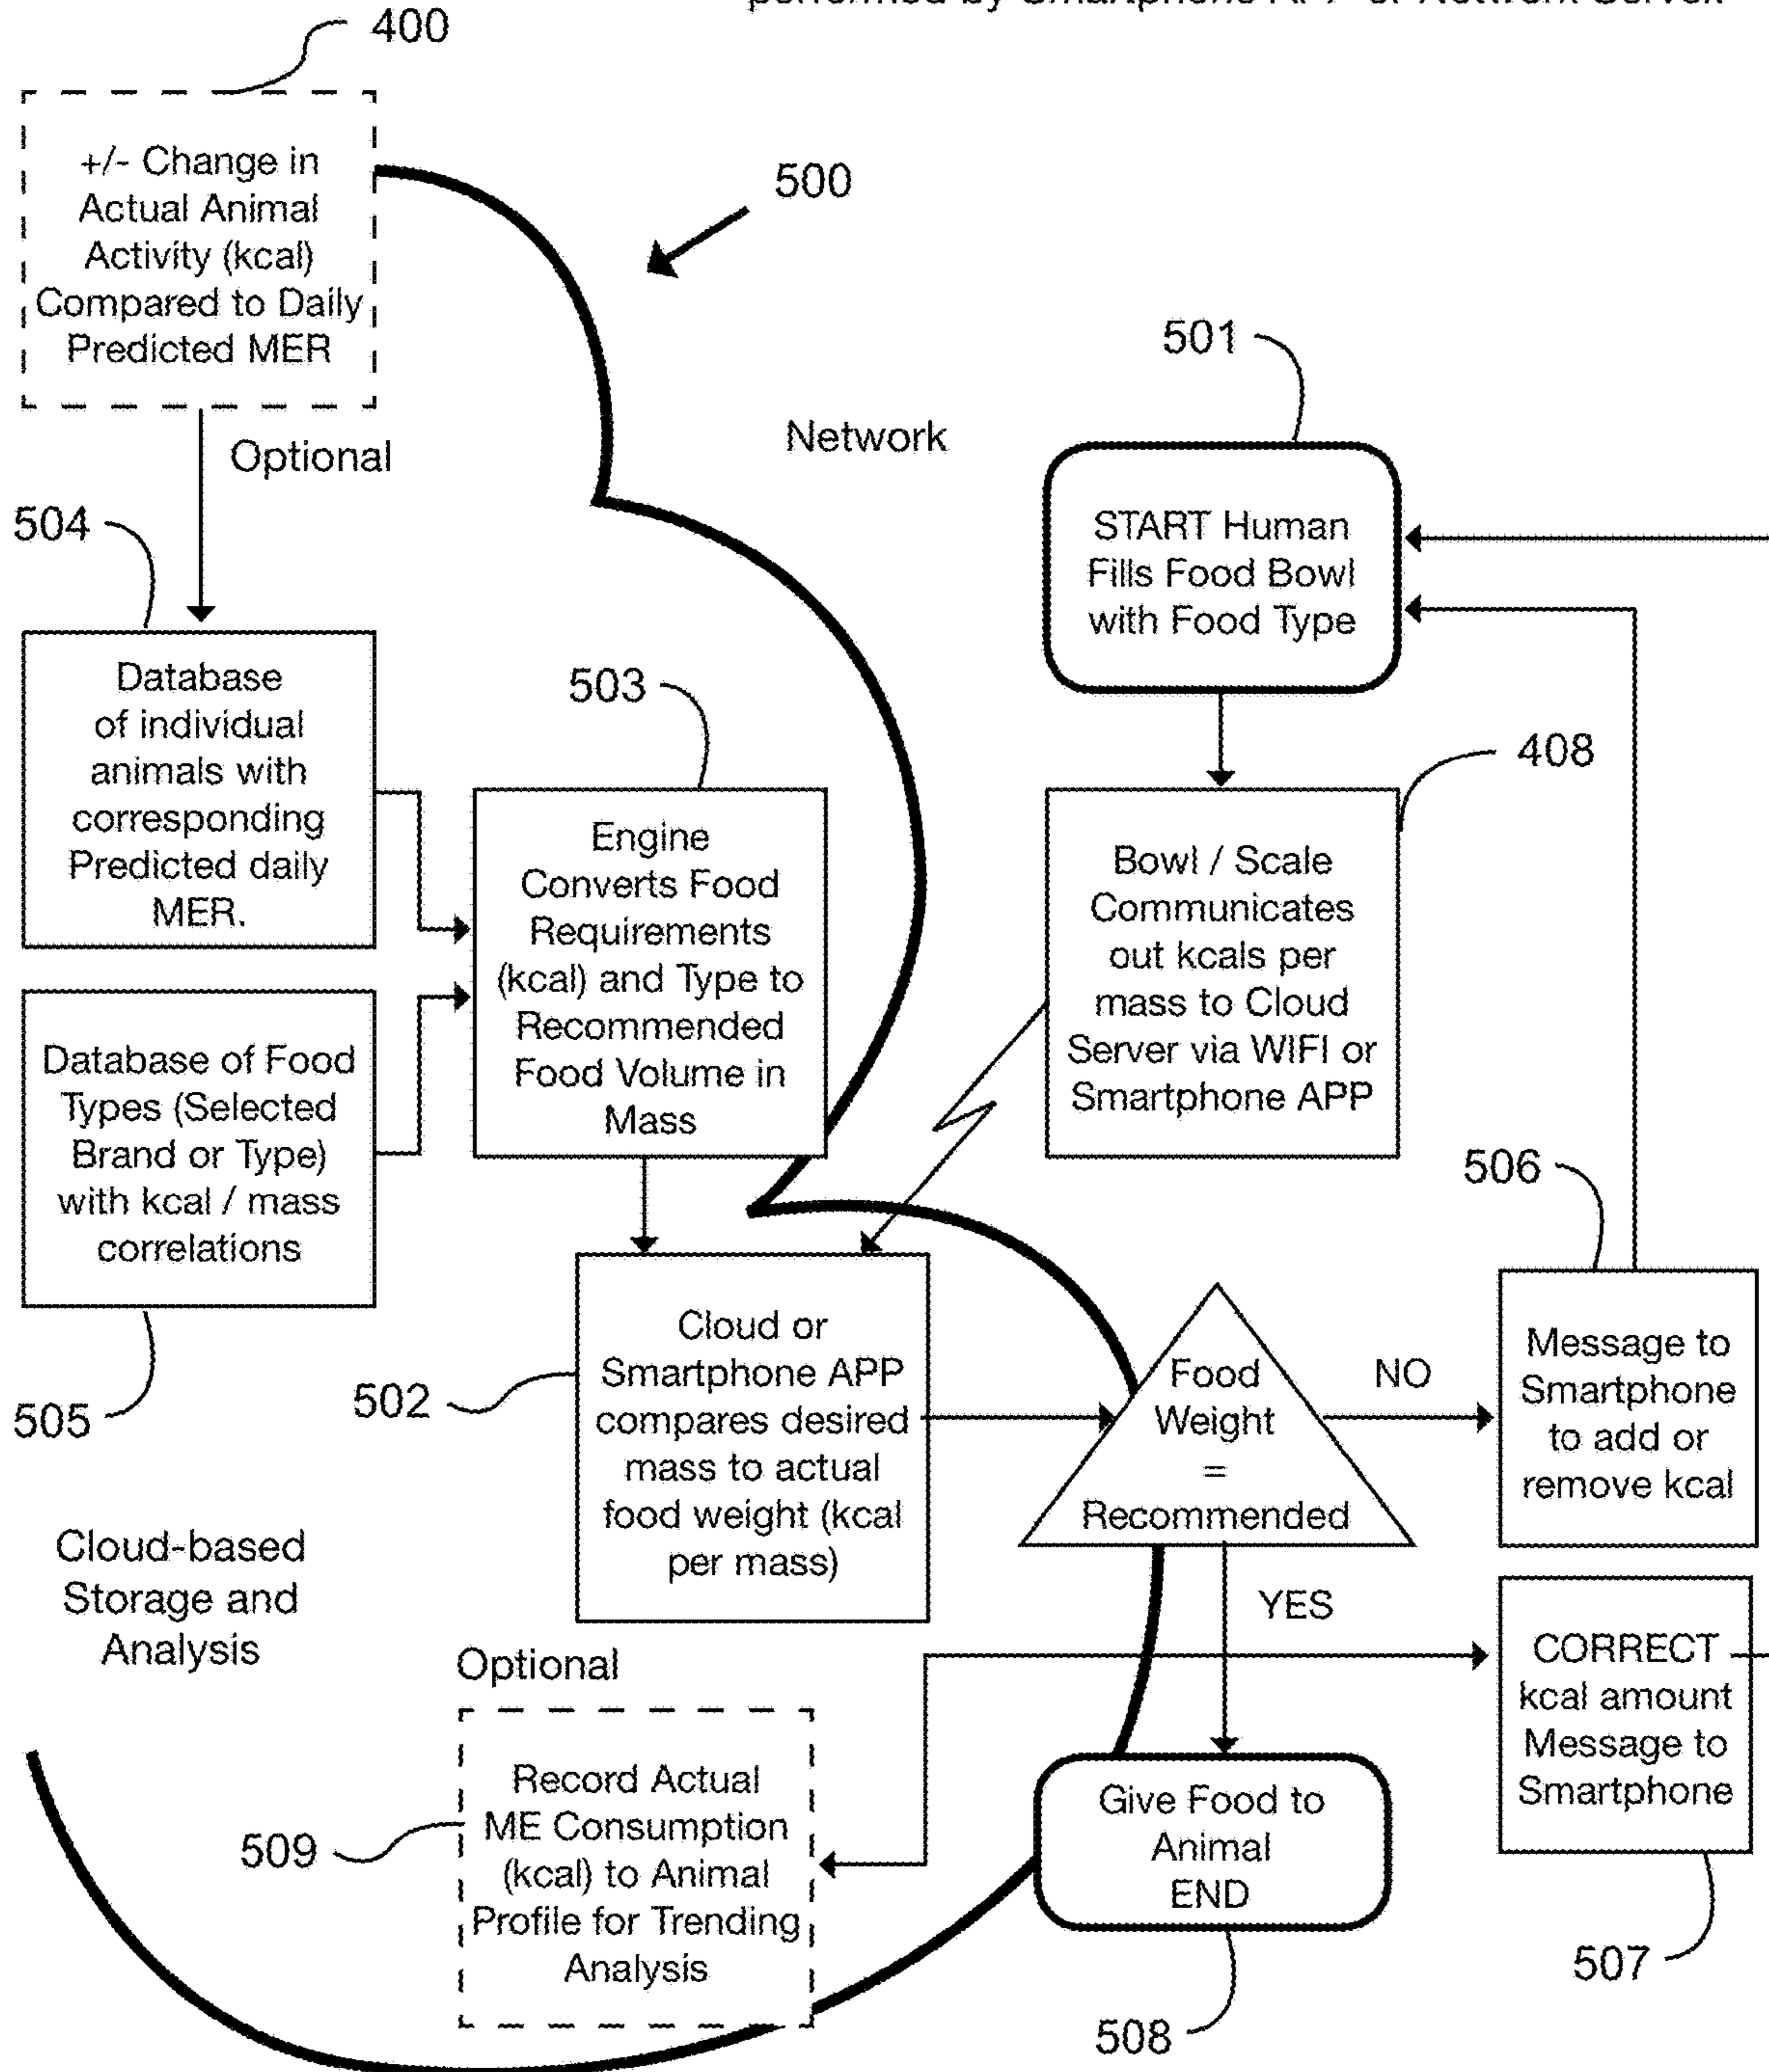 performed by Smartphone APP or Network Server.
400
+/- Change in
Actual Animal
Activity (kcal)
Compared to Daily
Predicted MER
500
501
Network
Optional
START Human
Fills Food Bowl
with Food Type
504
Database
of individual
animals with
corresponding
Predicted daily
MER.
503
408
Engine
Converts Food
Requirements
(kcal) and Type to
Recommended
Food Volume in
Mass
Bowl / Scale
Communicates
out kcals per
mass to Cloud
Server via WIFI or
Smartphone APP
Database of Food
Types (Selected
Brand or Type)
with kcal / mass
correlations
505
506
502
Cloud or
Smartphone APP
compares desired
mass to actual
food weight (kcal
per mass)
Food
Weight
=
Recommended
NO
Message to
Smartphone
to add or
remove kcal
Cloud-based
Storage and
Analysis
YES
Optional
CORRECT
kcal amount
Message to
Smartphone
507
509
Record Actual
ME Consumption
(kcal) to Animal
Profile for Trending
Analysis
Give Food to
Animal
END
508